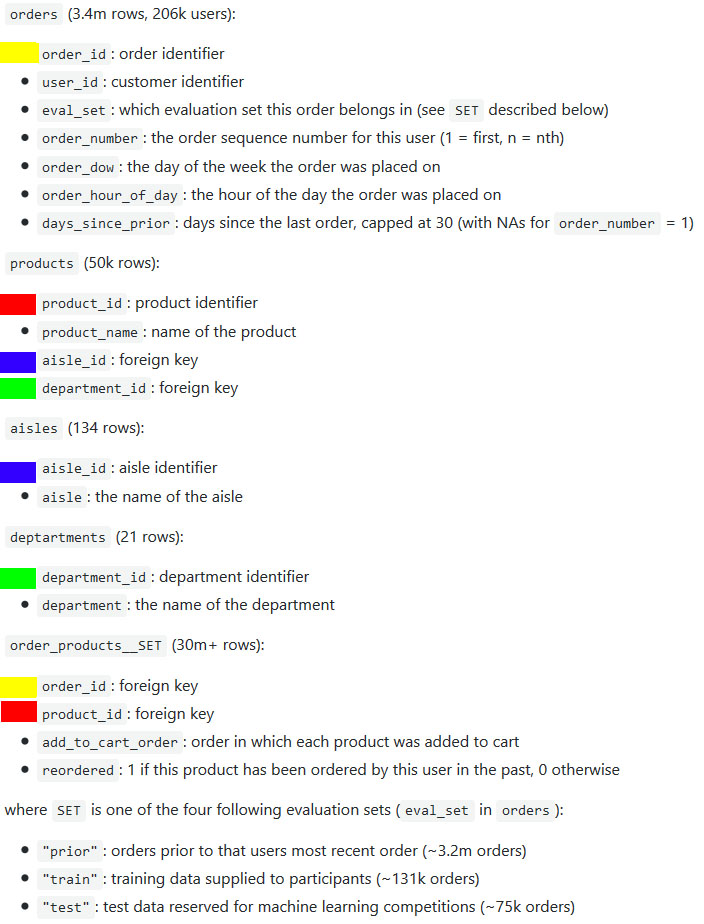 orders (3.4m rows, 206k users):
order_id: order identifier
user_id: customer identifier
eval_set: which evaluation set this order belongs in (see SET described below)
order_number: the order sequence number for this user (1 = first, n = nth)
order_dow: the day of the week the order was placed on
order_hour_of_day: the hour of the day the order was placed on
days_since_prior: days since the last order, capped at 30 (with NAs for order_number = 1)
products (50k rows):
product_id: product identifier
product_name: name of the product
aisle_id: foreign key
department_id: foreign key
aisles (134 rows):
aisle_id: aisle identifier
aisle: the name of the aisle
deptartments (21 rows):
department_id: department identifier
department: the name of the department
order_products__SET (30m+ rows):
order_id: foreign key
product_id: foreign key
add_to_cart_order: order in which each product was added to cart
reordered: 1 if this product has been ordered by this user in the past, 0 otherwise
where SET is one of the four following evaluation sets (eval_set in orders):
"prior": orders prior to that users most recent order (~3.2m orders)
"train": training data supplied to participants (~131k orders)
"test": test data reserved for machine learning competitions (~75k orders)